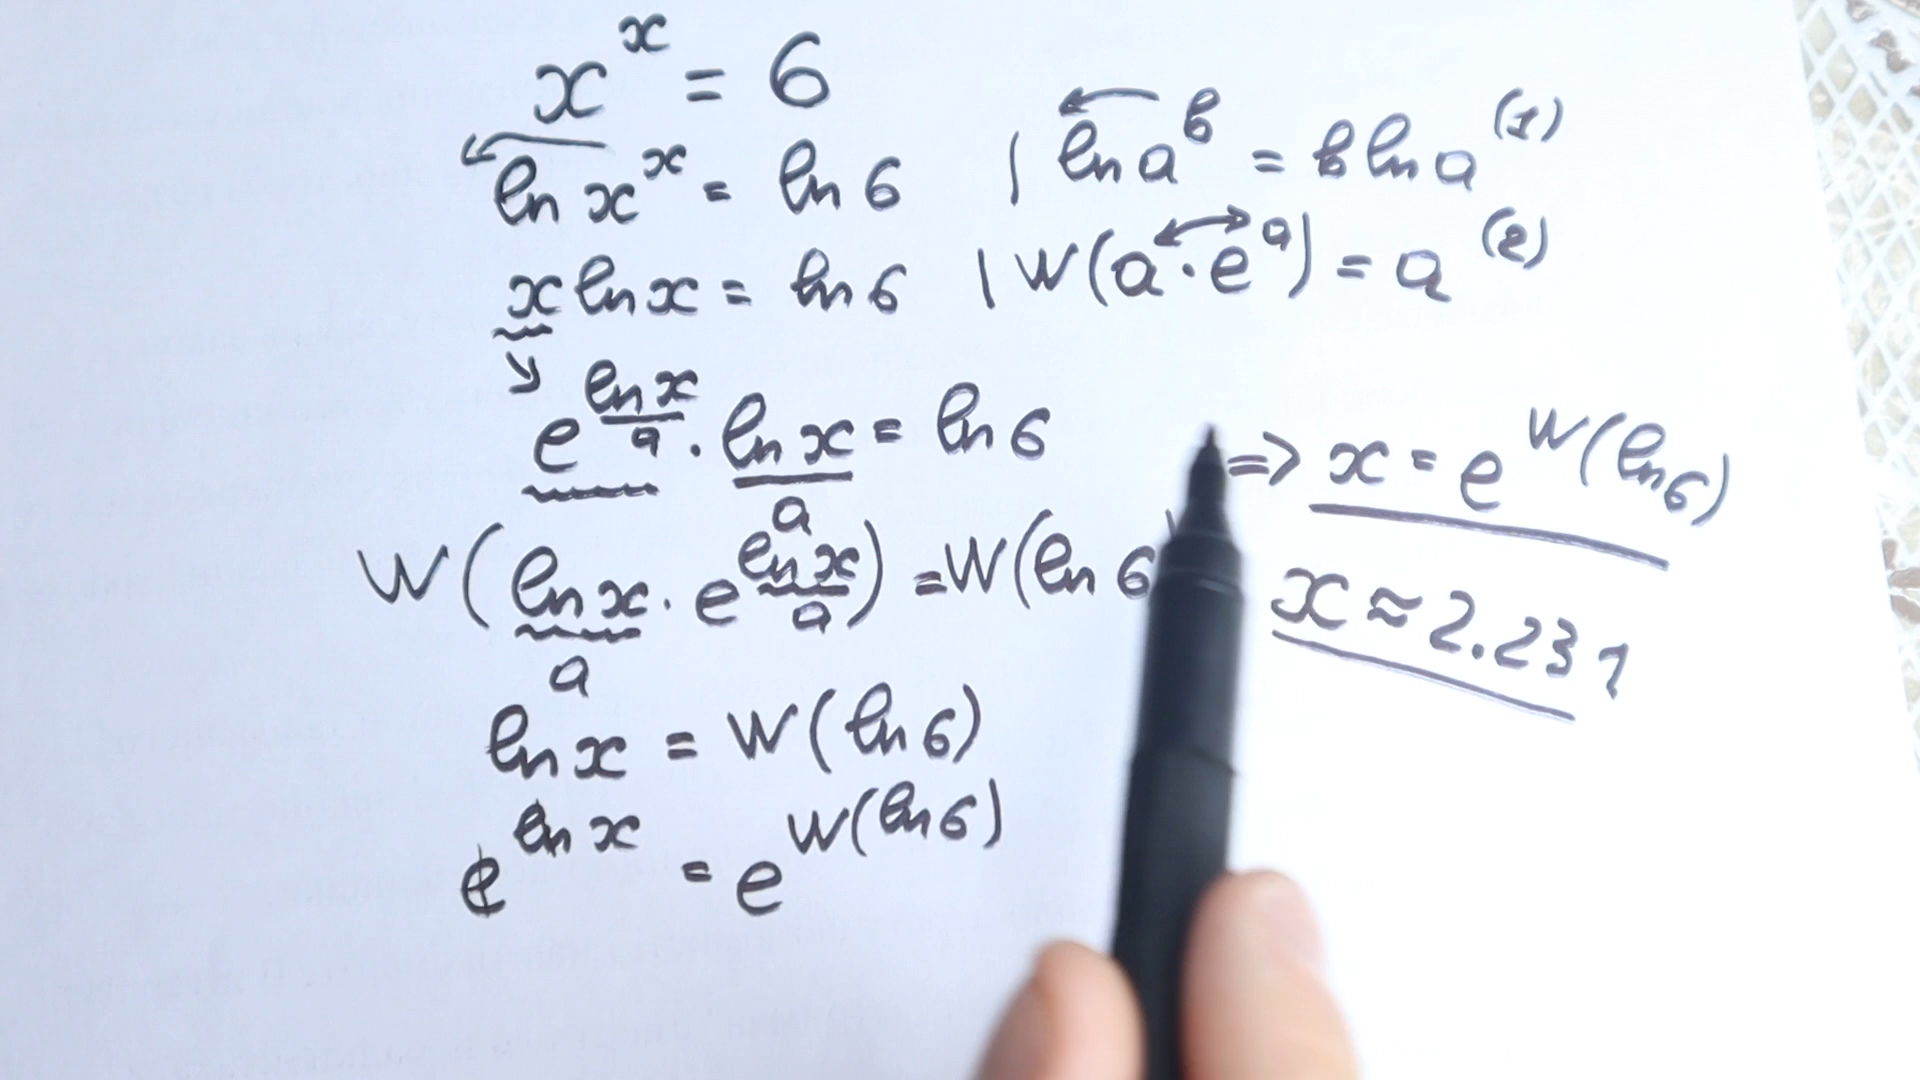 x^x = 6
ln x^x = ln 6
x ln x = ln 6
e^(ln x) · ln x = ln 6
a
a
W(ln x · e^(ln x)) = W(ln 6
a
a
ln x = W(ln 6)
e^(ln x) = e^(W(ln 6))
| ln a^b = b ln a (1)
| W(a · e^a) = a (2)
=> x = e^(W(ln 6))
x ≈ 2.231